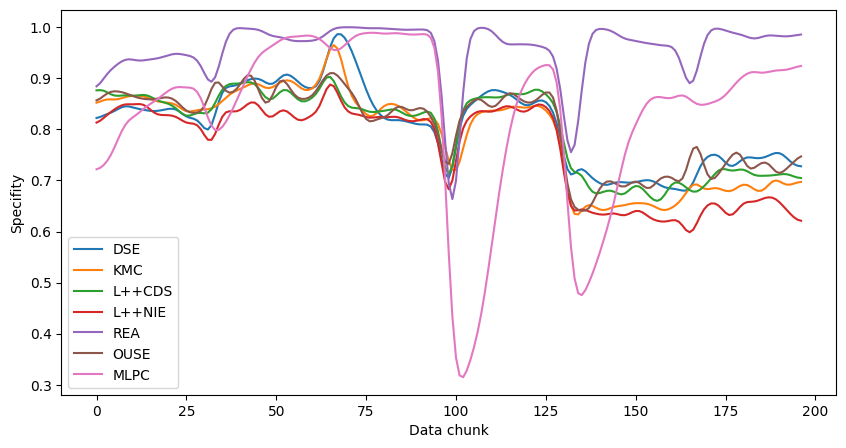 1.0
0.9
0.8
0.7
0.6
0.5
0.4
0.3
Specifity
DSE
KMC
L++CDS
L++NIE
REA
OUSE
MLPC
0 25 50 75 100 125 150 175 200
Data chunk